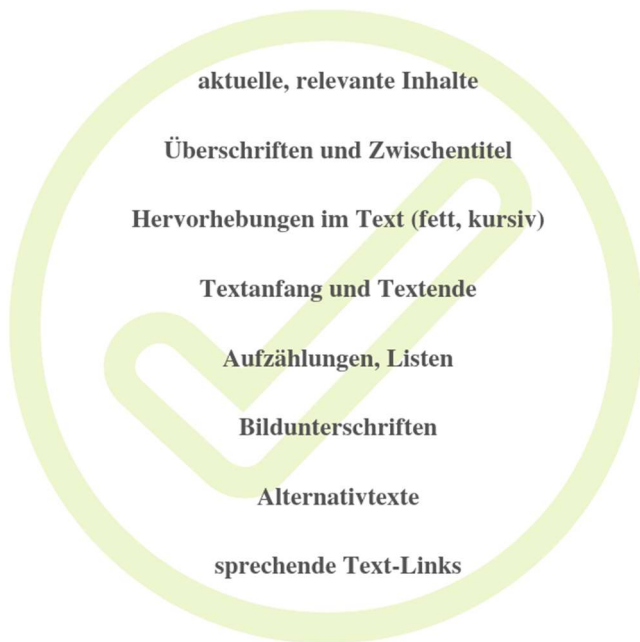 aktuelle, relevante Inhalte
Überschriften und Zwischentitel
Hervorhebungen im Text (fett, kursiv)
Textanfang und Textende
Aufzählungen, Listen
Bildunterschriften
Alternativtexte
sprechende Text-Links